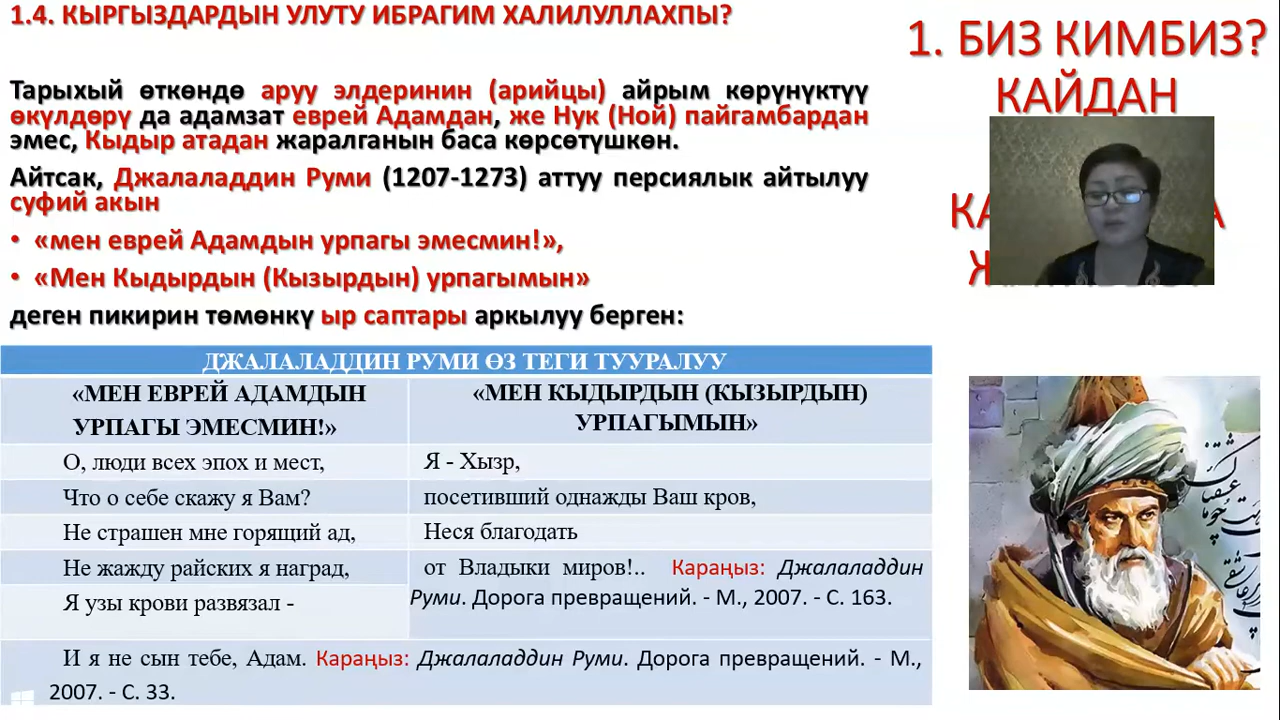 1.4. КЫРГЫЗДАРДЫН УЛУТУ ИБРАГИМ ХАЛИЛУЛЛАХПЫ?
Тарыхый өткөндө аруу элдеринин (арийцы) айрым көрүнүктүү
өкүлдөрү да адамзат еврей Адамдан, же Нук (Ной) пайгамбардан
эмес, Кыдыр атадан жаралганын баса көрсөтүшкөн.
Айтсак, Джалаладдин Руми (1207-1273) аттуу персиялык айтылуу
суфий акын
• «мен еврей Адамдын урпагы эмесмин!»,
• «Мен Кыдырдын (Кызырдын) урпагымын»
деген пикирин төмөнкү ыр саптары аркылуу берген:
ДЖАЛАЛАДДИН РУМИ ӨЗ ТЕГИ ТУУРАЛУУ
«МЕН ЕВРЕЙ АДАМДЫН
УРПАГЫ ЭМЕСМИН!»
О, люди всех эпох и мест,
Что о себе скажу я Вам?
Не страшен мне горящий ад,
Не жажду райских я наград,
Я узы крови развязал -
«МЕН КЫДЫРДЫН (КЫЗЫРДЫН)
УРПАГЫМЫН»
Я - Хызр,
посетивший однажды Ваш кров,
Неся благодать
от Владыки миров!.. Караңыз: Джалаладдин
Руми. Дорога превращений. - М., 2007. - С. 163.
И я не сын тебе, Адам. Караңыз: Джалаладдин Руми. Дорога превращений. - М.,
2007. - С. 33.
1. БИЗ КИМБИЗ?
КАЙДАН